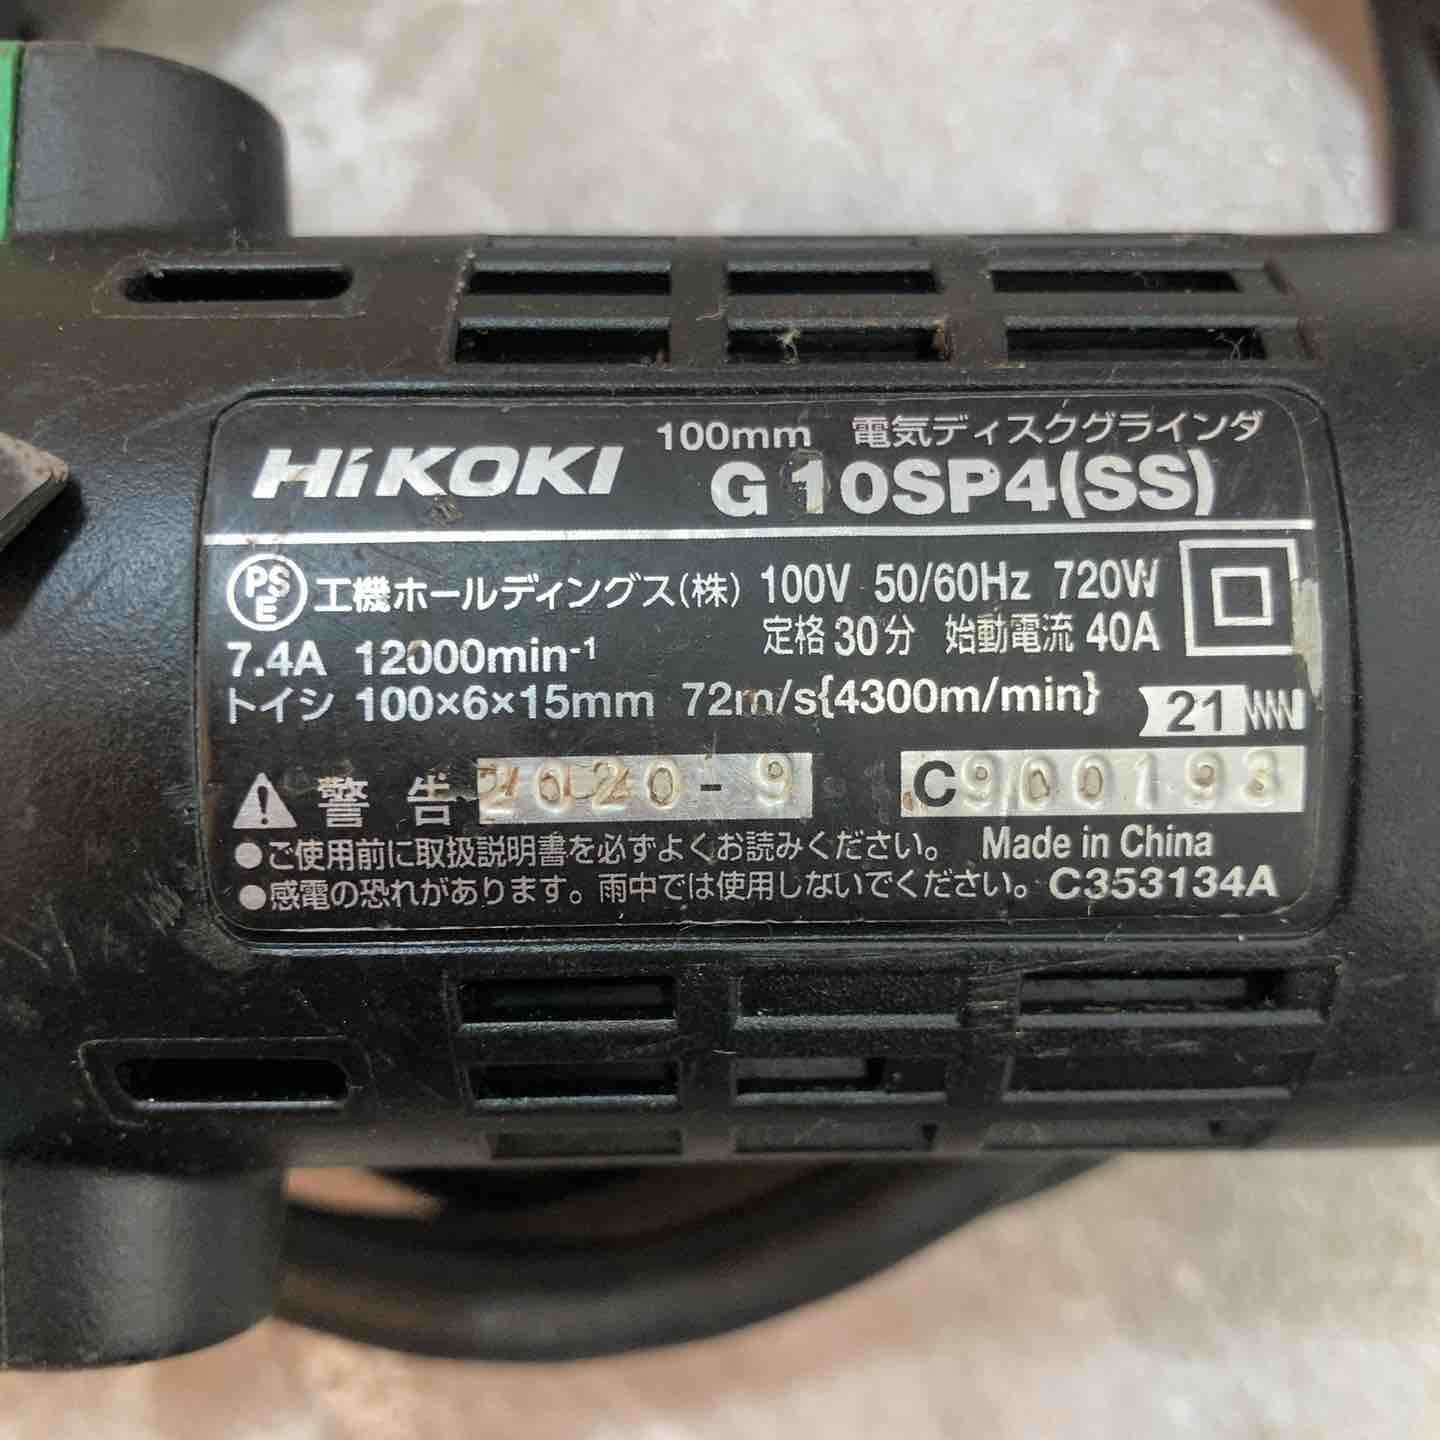 HiKOKI 100mm 電気ディスクグラインダ
G 10SP4(SS)
PSE 工機ホールディングス(株) 100V 50/60Hz 720W
7.4A 12000min⁻¹ 定格30分 始動電流 40A
トイシ 100×6×15mm 72m/s{4300m/min} 21
警告 2020-9 C900193
●ご使用前に取扱説明書を必ずよくお読みください。 Made in China
●感電の恐れがあります。雨中では使用しないでください。 C353134A